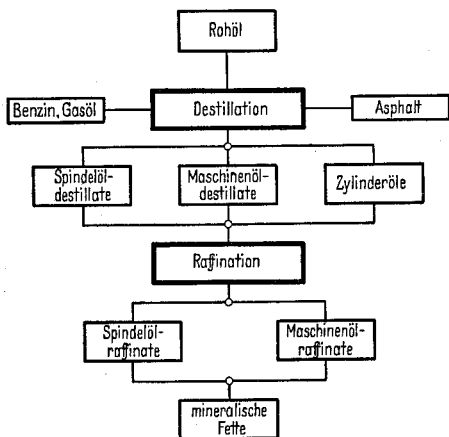 Rohöl
Benzin, Gasöl
Destillation
Asphalt
Spindelöl-
destillate
Maschinenöl-
destillate
Zylinderöle
Raffination
Spindelöl-
raffinate
Maschinenöl-
raffinate
mineralische
Fette